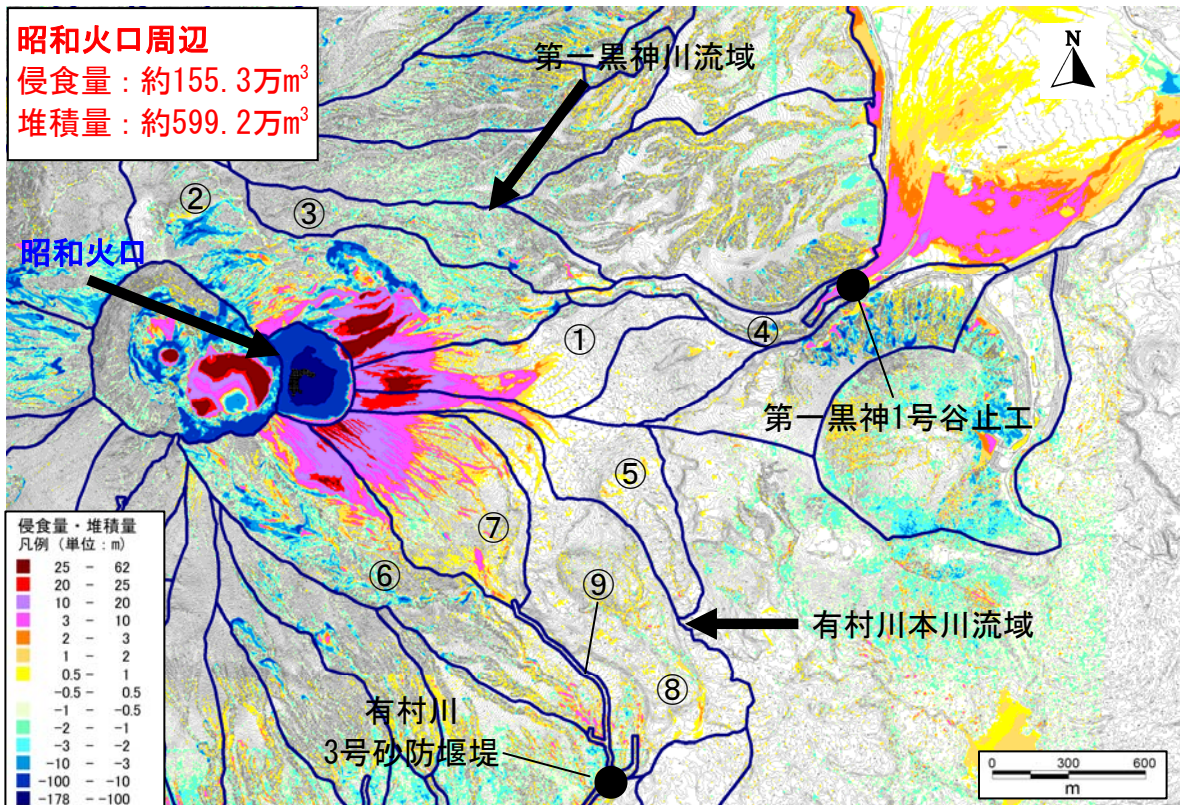 昭和火口周辺
侵食量：約155.3万m³
堆積量：約599.2万m³
第一黒神川流域
N
②
③
昭和火口
①
④
第一黒神1号谷止工
⑤
⑦
⑥
⑨
有村川本川流域
⑧
有村川
3号砂防堰堤
侵食量・堆積量
凡例（単位：m）
25 － 62
20 － 25
10 － 20
3 － 10
2 － 3
1 － 2
0.5 － 1
-0.5 － 0.5
-1 － -0.5
-2 － -1
-3 － -2
-10 － -3
-100 － -10
-178 － -100
0 300 600
m